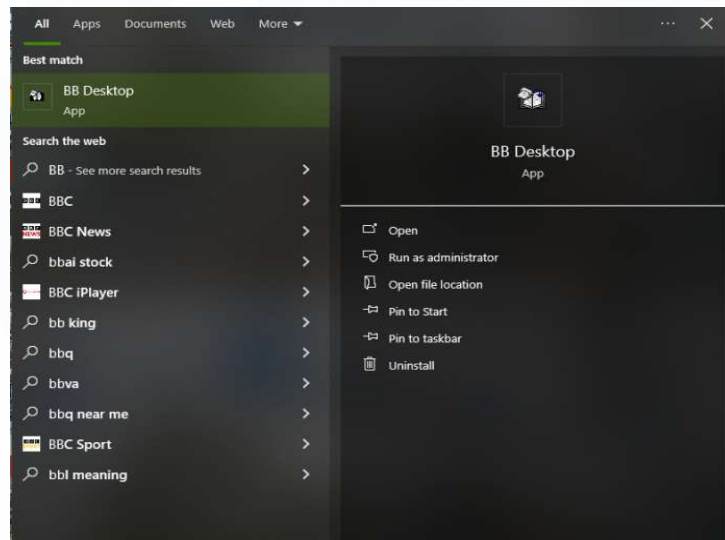 All Apps Documents Web More
Best match
BB Desktop
App
Search the web
BB - See more search results
BBC
BBC News
bbai stock
BBC iPlayer
bb king
bbq
bbva
bbq near me
BBC Sport
bbl meaning
BB Desktop
App
Open
Run as administrator
Open file location
Pin to Start
Pin to taskbar
Uninstall